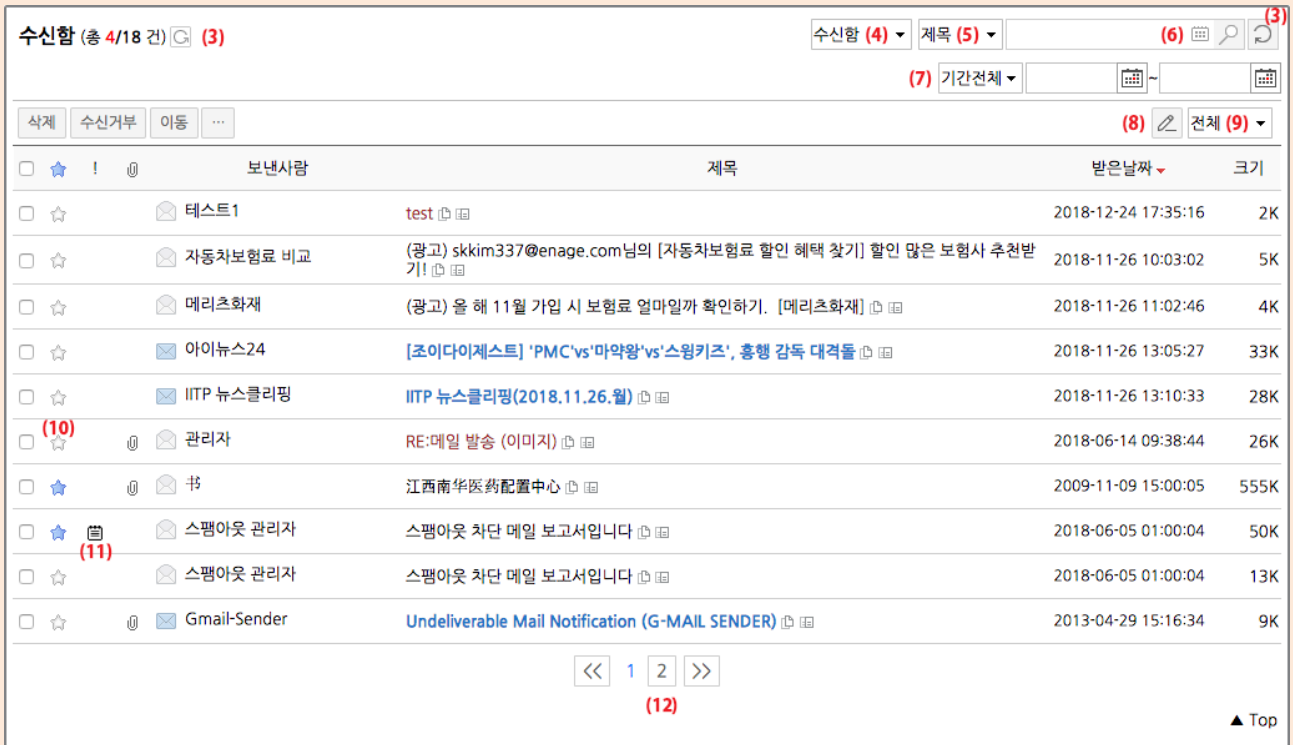 수신함 (총 4/18 건) (3)
(3)
수신함 (4) 제목 (5) (6)
(7) 기간전체 ~
삭제 수신거부 이동 ... (8) 전체 (9)
! 보낸사람 제목 받은날짜 크기
테스트1 test 2018-12-24 17:35:16 2K
자동차보험료 비교 (광고) skkim337@enage.com님의 [자동차보험료 할인 혜택 찾기] 할인 많은 보험사 추천받
기! 2018-11-26 10:03:02 5K
메리츠화재 (광고) 올 해 11월 가입 시 보험료 얼마일까 확인하기. [메리츠화재] 2018-11-26 11:02:46 4K
아이뉴스24 [조이다이제스트] 'PMC'vs'마약왕'vs'스윙키즈', 흥행 감독 대격돌 2018-11-26 13:05:27 33K
IITP 뉴스클리핑 IITP 뉴스클리핑(2018.11.26.월) 2018-11-26 13:10:33 28K
(10)
관리자 RE:메일 발송 (이미지) 2018-06-14 09:38:44 26K
书 江西南华医药配置中心 2009-11-09 15:00:05 555K
스팸아웃 관리자 스팸아웃 차단 메일 보고서입니다 2018-06-05 01:00:04 50K
(11)
스팸아웃 관리자 스팸아웃 차단 메일 보고서입니다 2018-06-05 01:00:04 13K
Gmail-Sender Undeliverable Mail Notification (G-MAIL SENDER) 2013-04-29 15:16:34 9K
<< 1 2 >>
(12)
▲ Top